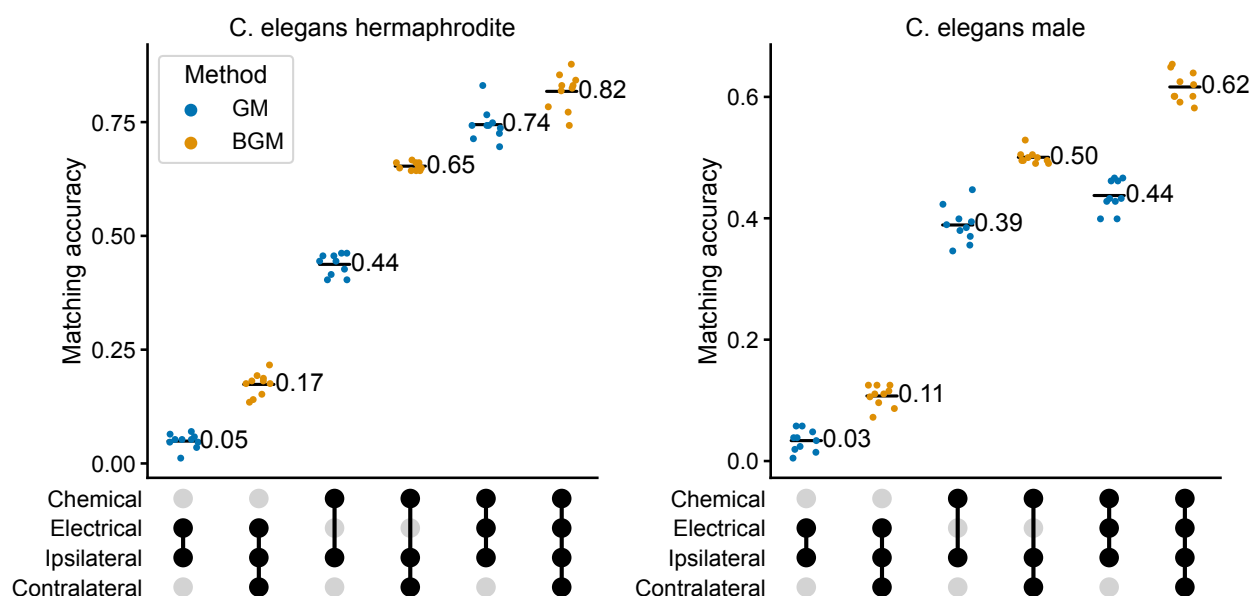 C. elegans hermaphrodite
Matching accuracy
0.75
0.50
0.25
0.00
Method
GM
BGM
0.05
0.17
0.44
0.65
0.74
0.82
Chemical
Electrical
Ipsilateral
Contralateral
C. elegans male
Matching accuracy
0.6
0.4
0.2
0.0
0.03
0.11
0.39
0.50
0.44
0.62
Chemical
Electrical
Ipsilateral
Contralateral